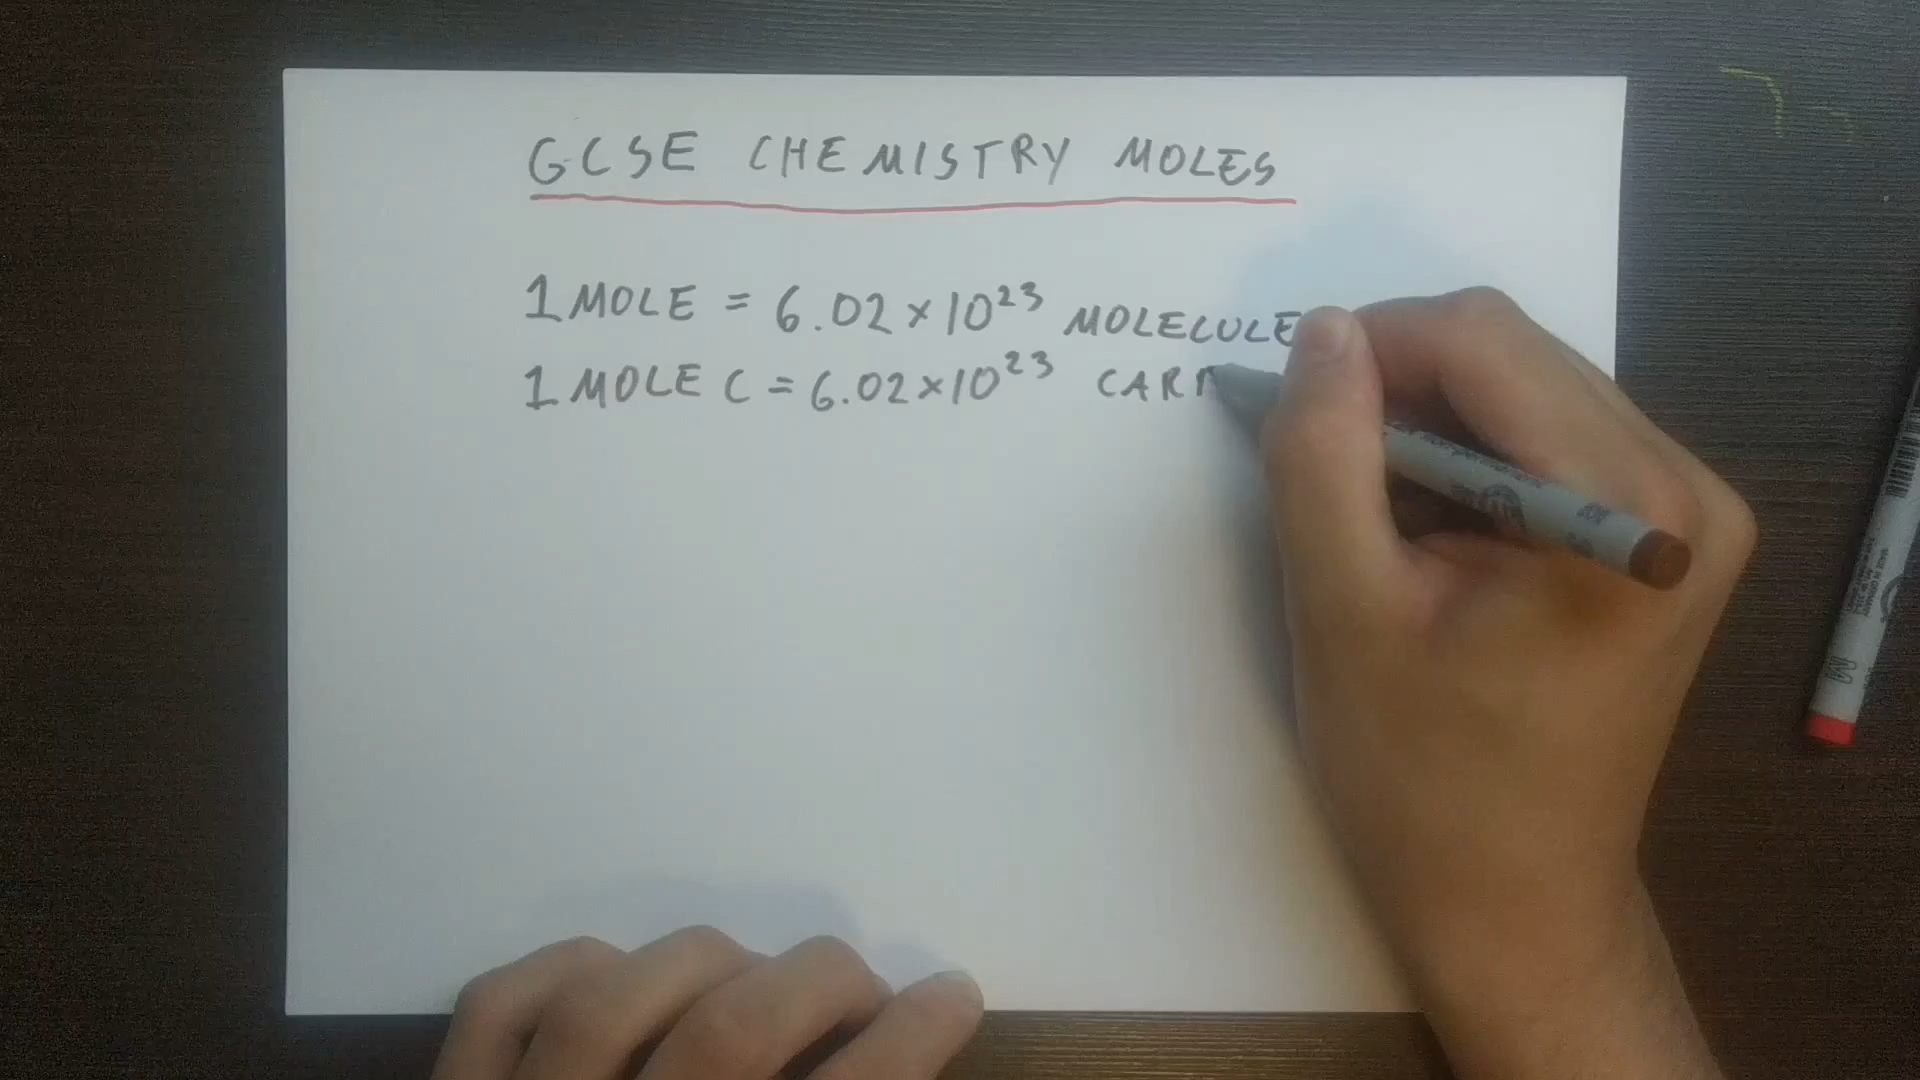 GCSE CHEMISTRY MOLES
1 MOLE = 6.02 × 10²³ MOLECULE
1 MOLE C = 6.02 × 10²³ CAR